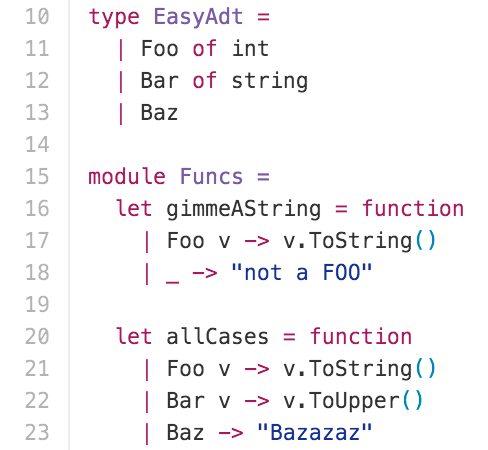 10 type EasyAdt =
11   | Foo of int
12   | Bar of string
13   | Baz
14
15 module Funcs =
16   let gimmeAString = function
17     | Foo v -> v.ToString()
18     | _ -> "not a FOO"
19
20   let allCases = function
21     | Foo v -> v.ToString()
22     | Bar v -> v.ToUpper()
23     | Baz -> "Bazazaz"